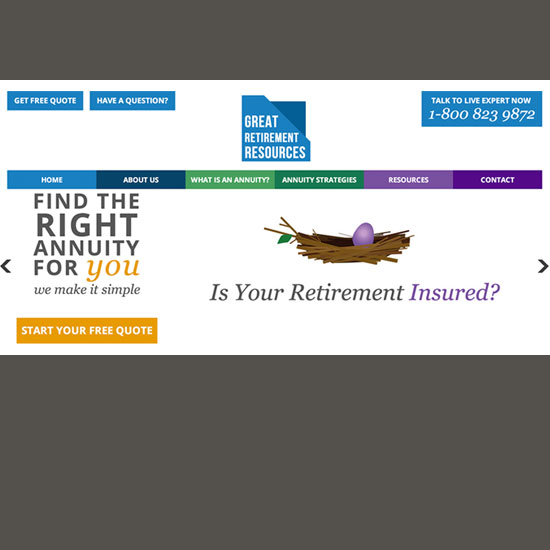 GET FREE QUOTE
HAVE A QUESTION?
GREAT
RETIREMENT
RESOURCES
TALK TO LIVE EXPERT NOW
1-800 823 9872
HOME
ABOUT US
WHAT IS AN ANNUITY?
ANNUITY STRATEGIES
RESOURCES
CONTACT
FIND THE
RIGHT
ANNUITY
FOR you
we make it simple
Is Your Retirement Insured?
START YOUR FREE QUOTE